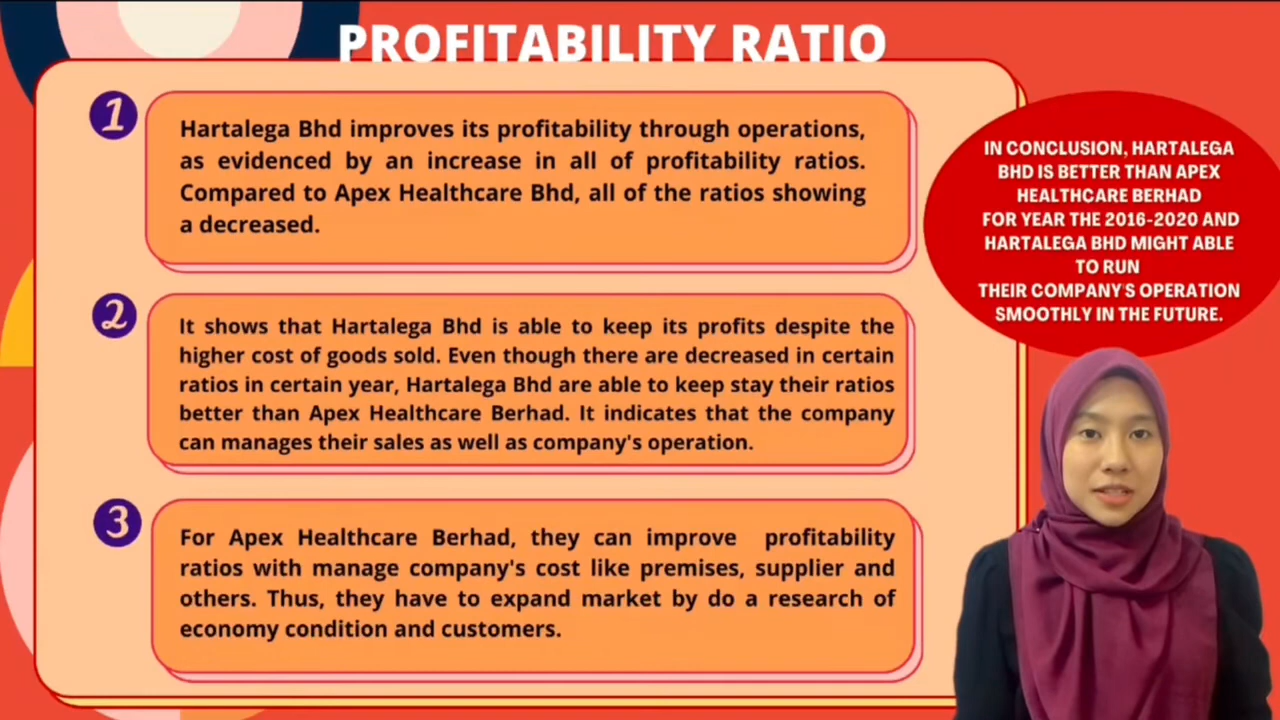 PROFITABILITY RATIO
1
Hartalega Bhd improves its profitability through operations,
as evidenced by an increase in all of profitability ratios.
Compared to Apex Healthcare Bhd, all of the ratios showing
a decreased.
2
It shows that Hartalega Bhd is able to keep its profits despite the
higher cost of goods sold. Even though there are decreased in certain
ratios in certain year, Hartalega Bhd are able to keep stay their ratios
better than Apex Healthcare Berhad. It indicates that the company
can manages their sales as well as company's operation.
3
For Apex Healthcare Berhad, they can improve profitability
ratios with manage company's cost like premises, supplier and
others. Thus, they have to expand market by do a research of
economy condition and customers.
IN CONCLUSION, HARTALEGA
BHD IS BETTER THAN APEX
HEALTHCARE BERHAD
FOR YEAR THE 2016-2020 AND
HARTALEGA BHD MIGHT ABLE
TO RUN
THEIR COMPANY'S OPERATION
SMOOTHLY IN THE FUTURE.